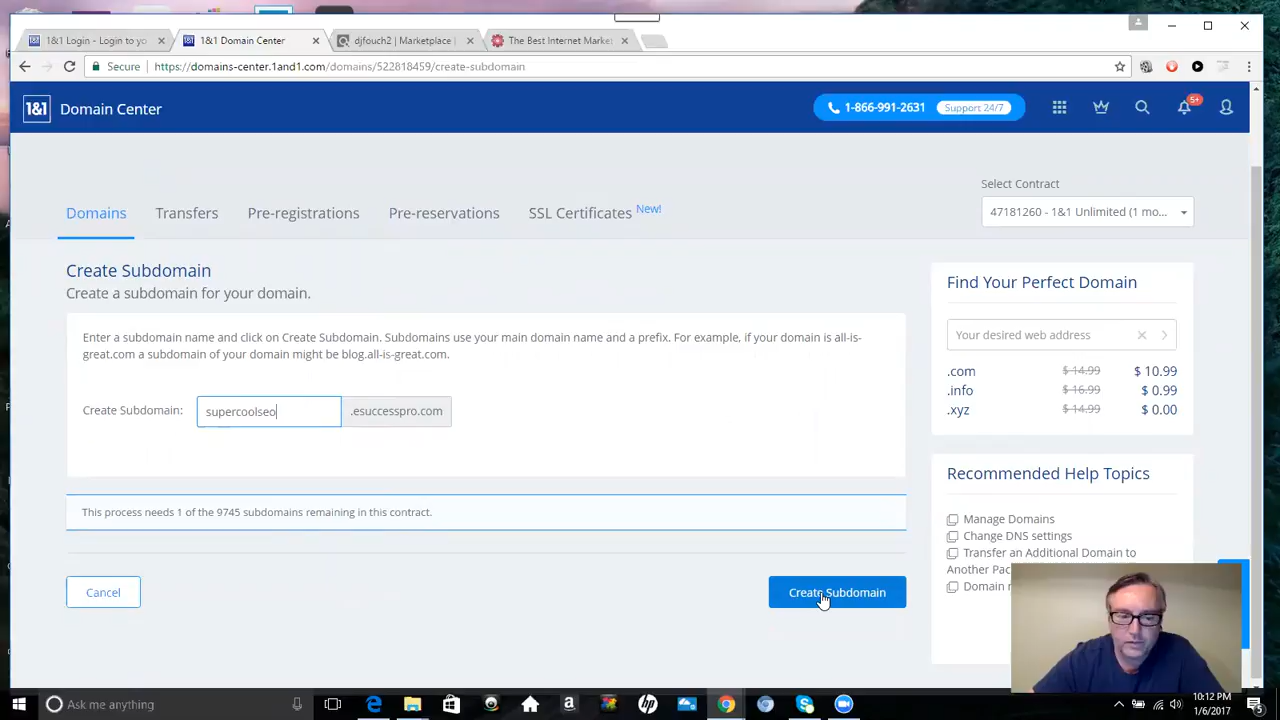 1&1 Login - Login to yo
1&1 Domain Center
djfouch2 | Marketplace |
The Best Internet Marke
Secure
https://domains-center.1and1.com/domains/522818459/create-subdomain
1&1 Domain Center
1-866-991-2631 Support 24/7
5+
Select Contract
47181260 - 1&1 Unlimited (1 mo...
Domains
Transfers
Pre-registrations
Pre-reservations
SSL Certificates New!
Create Subdomain
Create a subdomain for your domain.
Enter a subdomain name and click on Create Subdomain. Subdomains use your main domain name and a prefix. For example, if your domain is all-is-
great.com a subdomain of your domain might be blog.all-is-great.com.
Create Subdomain: supercoolseo .esuccesspro.com
This process needs 1 of the 9745 subdomains remaining in this contract.
Cancel
Create Subdomain
Find Your Perfect Domain
Your desired web address
.com $ 14.99 $ 10.99
.info $ 16.99 $ 0.99
.xyz $ 14.99 $ 0.00
Recommended Help Topics
Manage Domains
Change DNS settings
Transfer an Additional Domain to
Another Pac
Domain
Ask me anything
10:12 PM
1/6/2017